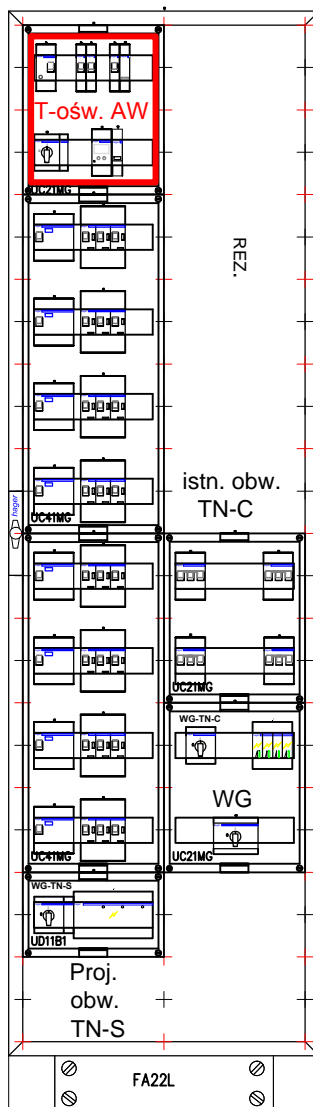 T-ośw. AW
UC21MG
REZ.
hager
UC41MG
istn. obw.
TN-C
UC21MG
WG-TN-C
WG
UC41MG
UC21MG
WG-TN-S
UD11B1
Proj.
obw.
TN-S
FA22L